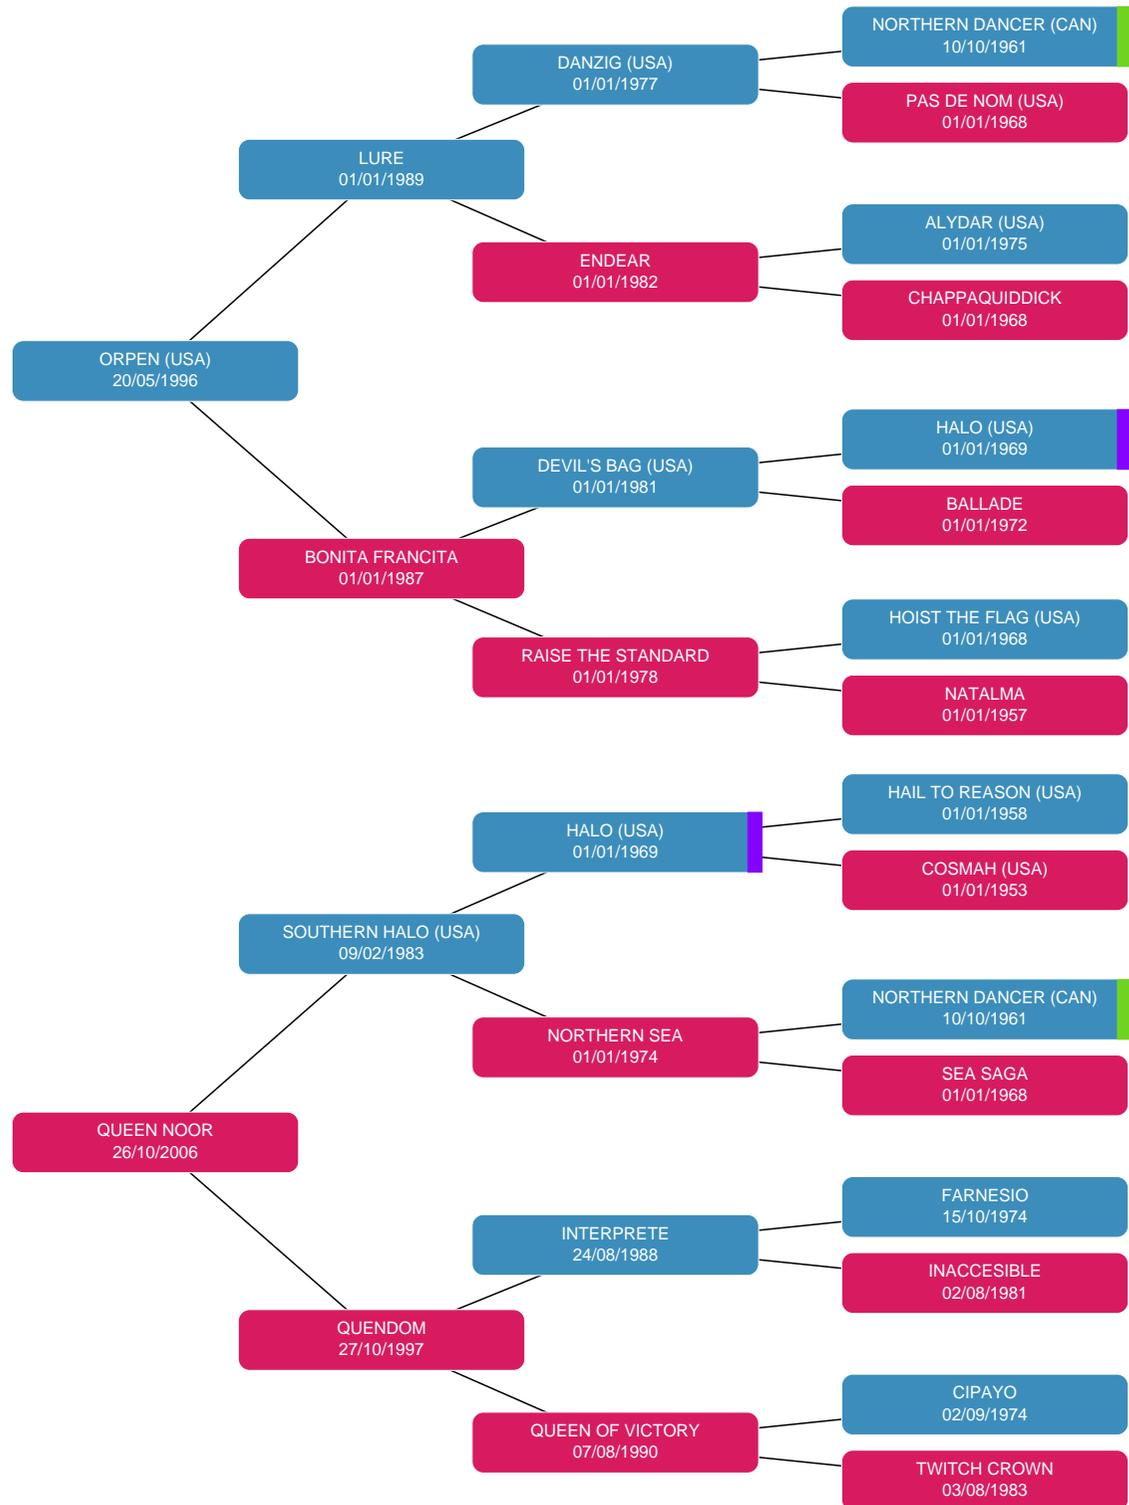 NORTHERN DANCER (CAN)
10/10/1961
DANZIG (USA)
01/01/1977
PAS DE NOM (USA)
01/01/1968
LURE
01/01/1989
ALYDAR (USA)
01/01/1975
ENDEAR
01/01/1982
CHAPPAQUIDDICK
01/01/1968
ORPEN (USA)
20/05/1996
HALO (USA)
01/01/1969
DEVIL'S BAG (USA)
01/01/1981
BALLADE
01/01/1972
BONITA FRANCITA
01/01/1987
HOIST THE FLAG (USA)
01/01/1968
RAISE THE STANDARD
01/01/1978
NATALMA
01/01/1957
HAIL TO REASON (USA)
01/01/1958
HALO (USA)
01/01/1969
COSMAH (USA)
01/01/1953
SOUTHERN HALO (USA)
09/02/1983
NORTHERN DANCER (CAN)
10/10/1961
NORTHERN SEA
01/01/1974
SEA SAGA
01/01/1968
QUEEN NOOR
26/10/2006
FARNESIO
15/10/1974
INTERPRETE
24/08/1988
INACCESIBLE
02/08/1981
QUENDOM
27/10/1997
CIPAYO
02/09/1974
QUEEN OF VICTORY
07/08/1990
TWITCH CROWN
03/08/1983